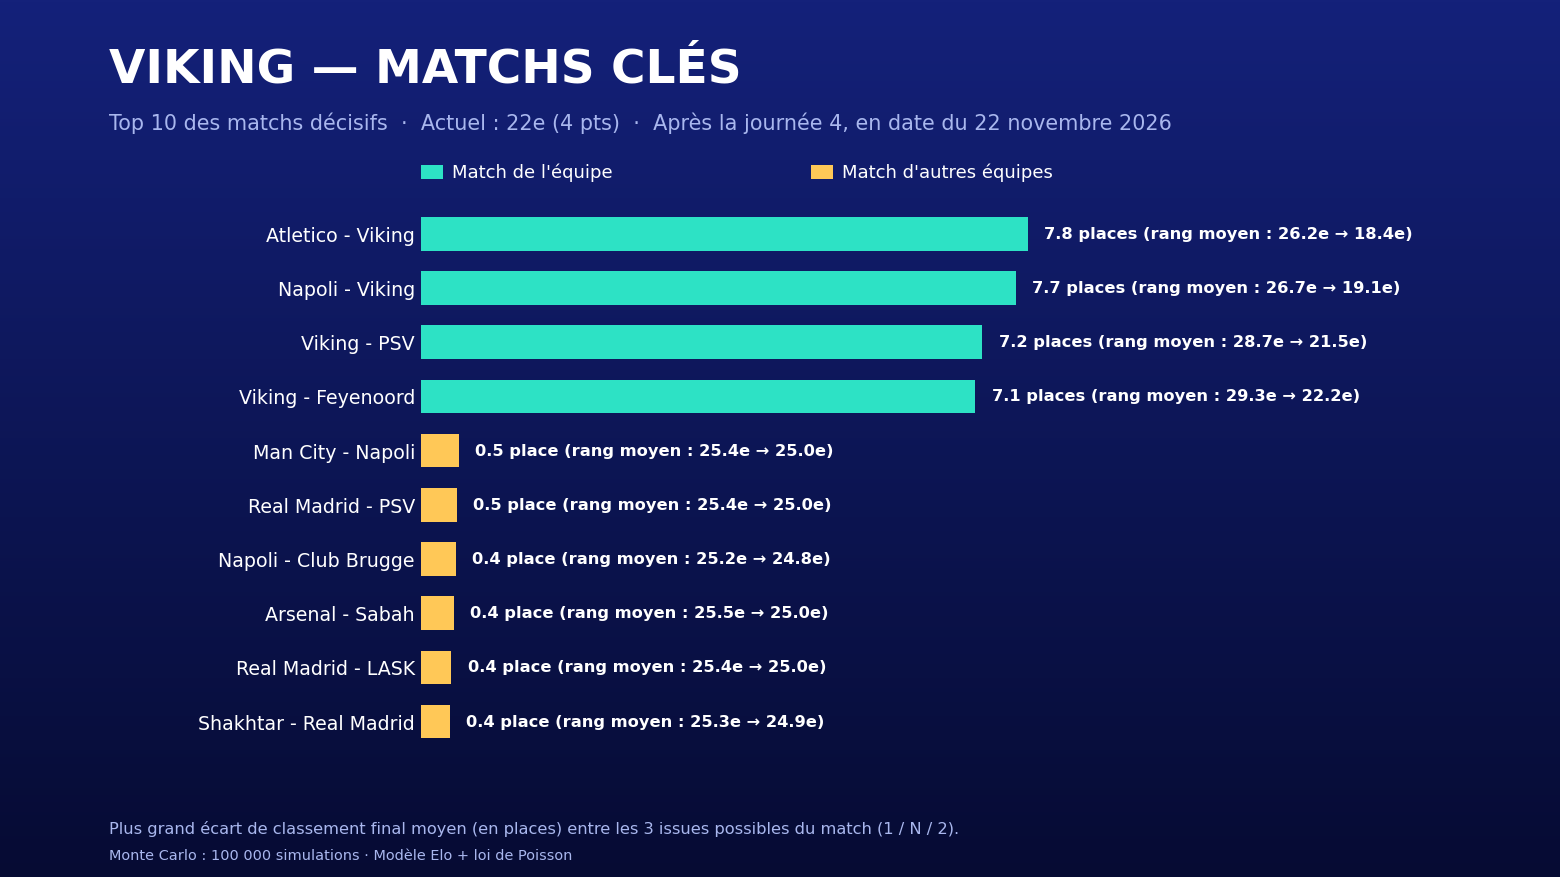 VIKING — MATCHS CLÉS
Top 10 des matchs décisifs · Actuel : 22e (4 pts) · Après la journée 4, en date du 22 novembre 2026
Match de l'équipe
Match d'autres équipes
Atletico - Viking 7.8 places (rang moyen : 26.2e → 18.4e)
Napoli - Viking 7.7 places (rang moyen : 26.7e → 19.1e)
Viking - PSV 7.2 places (rang moyen : 28.7e → 21.5e)
Viking - Feyenoord 7.1 places (rang moyen : 29.3e → 22.2e)
Man City - Napoli 0.5 place (rang moyen : 25.4e → 25.0e)
Real Madrid - PSV 0.5 place (rang moyen : 25.4e → 25.0e)
Napoli - Club Brugge 0.4 place (rang moyen : 25.2e → 24.8e)
Arsenal - Sabah 0.4 place (rang moyen : 25.5e → 25.0e)
Real Madrid - LASK 0.4 place (rang moyen : 25.4e → 25.0e)
Shakhtar - Real Madrid 0.4 place (rang moyen : 25.3e → 24.9e)
Plus grand écart de classement final moyen (en places) entre les 3 issues possibles du match (1 / N / 2).
Monte Carlo : 100 000 simulations · Modèle Elo + loi de Poisson